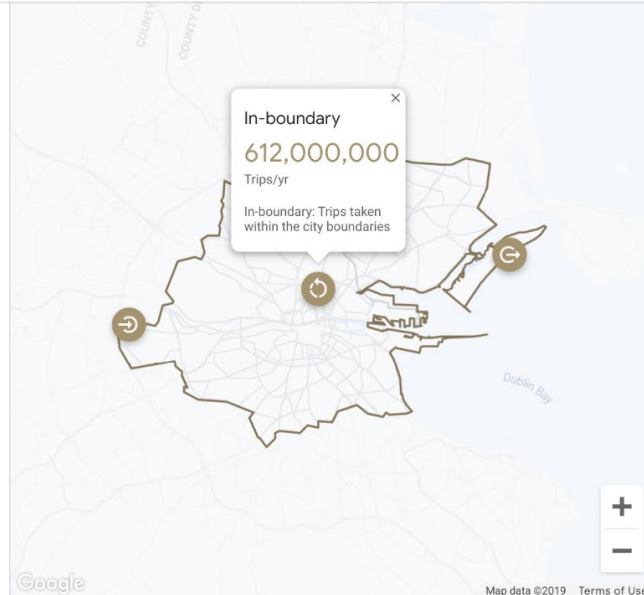 COUNTY
COUNTY D
In-boundary
612,000,000
Trips/yr
In-boundary: Trips taken
within the city boundaries
Dublin Bay
Google
Map data ©2019 Terms of Use